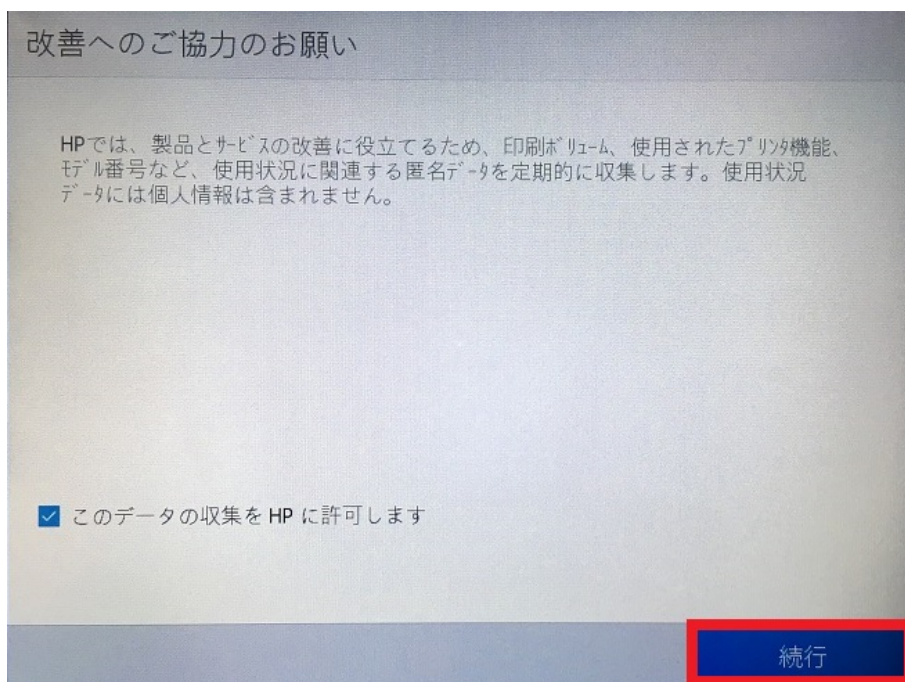 改善へのご協力のお願い
HPでは、製品とｻｰﾋﾞｽの改善に役立てるため、印刷ﾎﾞﾘｭｰﾑ、使用されたﾌﾟﾘﾝﾀ機能、
ﾓﾃﾞﾙ番号など、使用状況に関連する匿名ﾃﾞｰﾀを定期的に収集します。使用状況
ﾃﾞｰﾀには個人情報は含まれません。
このデータの収集を HP に許可します
続行